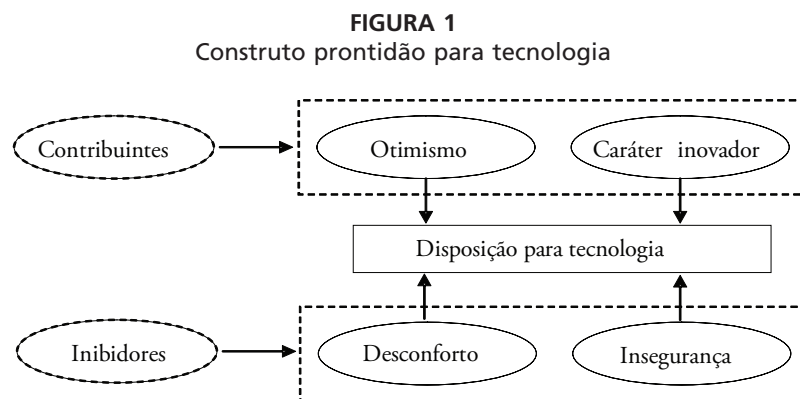 FIGURA 1
Construto prontidão para tecnologia
Contribuintes
Otimismo
Caráter inovador
Disposição para tecnologia
Inibidores
Desconforto
Insegurança